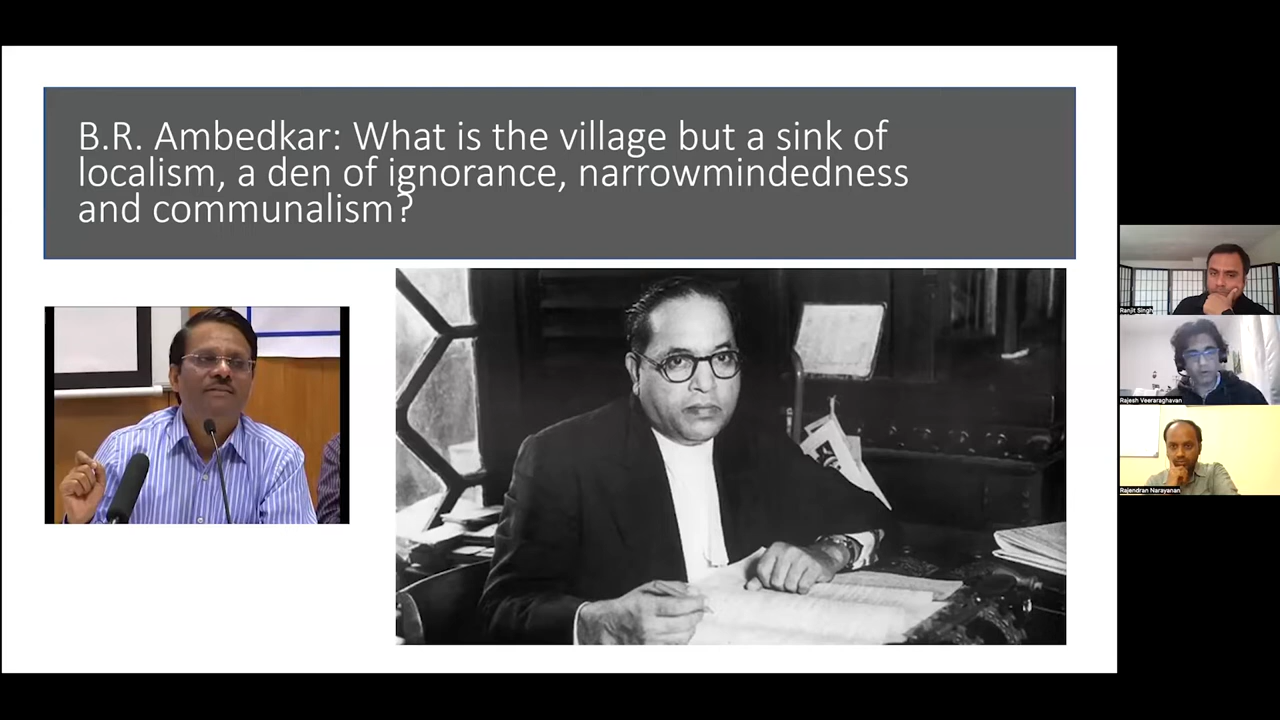 B.R. Ambedkar: What is the village but a sink of
localism, a den of ignorance, narrowmindedness
and communalism?
Ranjit Singh
Rajesh Veeraraghavan
Rajendran Narayanan